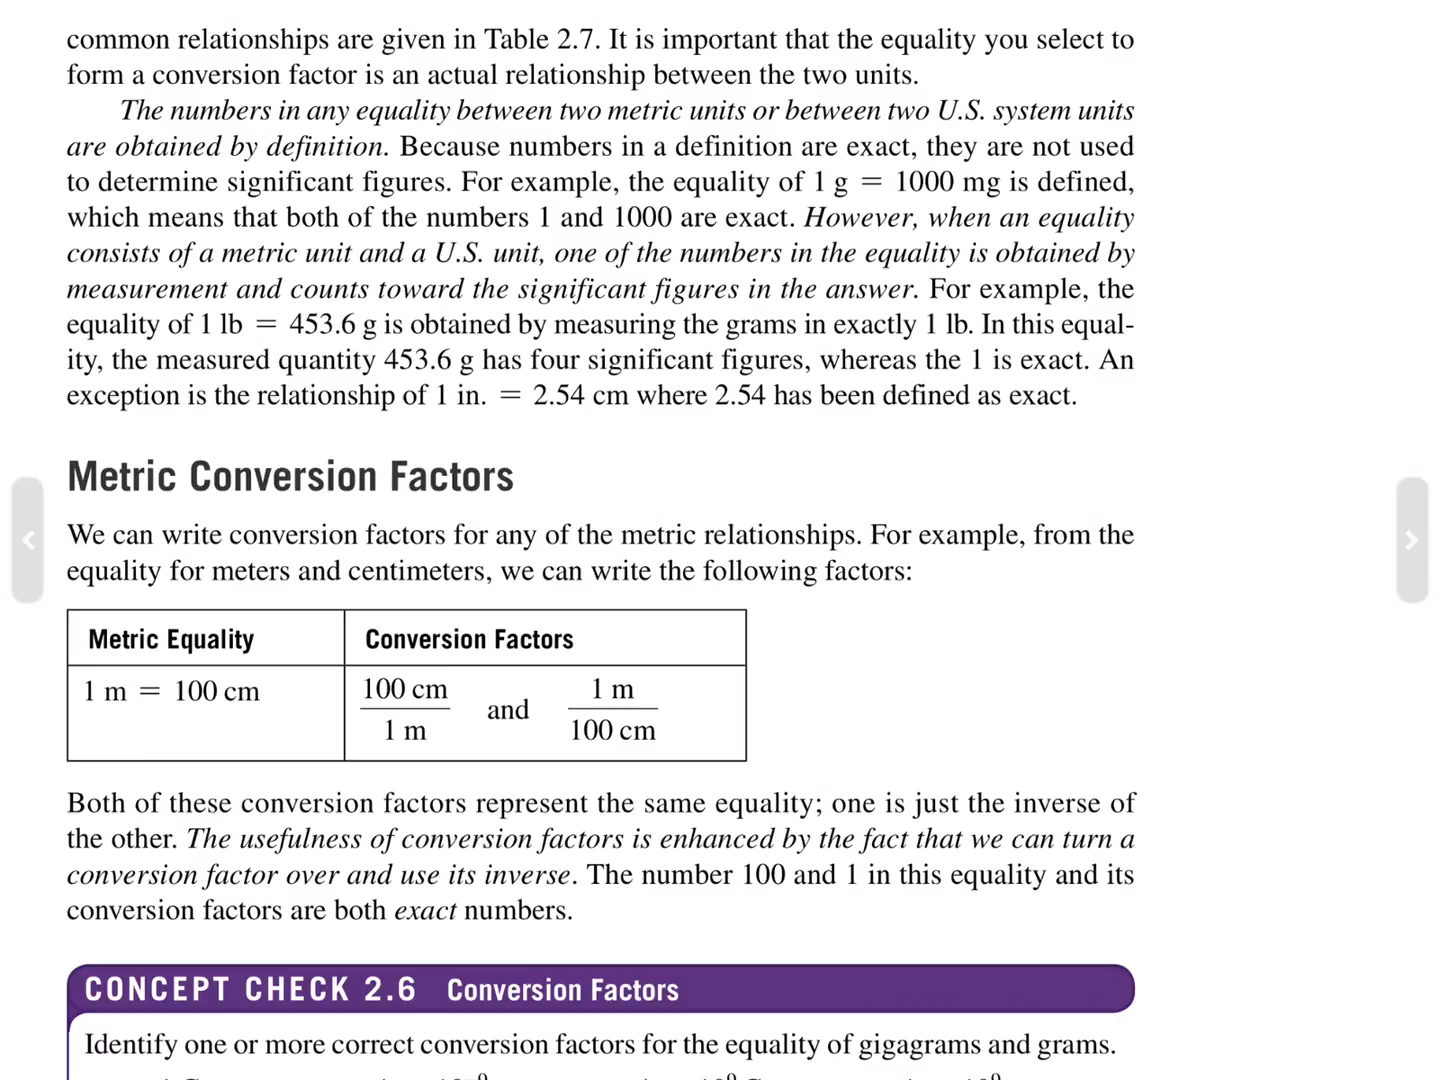 common relationships are given in Table 2.7. It is important that the equality you select to
form a conversion factor is an actual relationship between the two units.
The numbers in any equality between two metric units or between two U.S. system units
are obtained by definition. Because numbers in a definition are exact, they are not used
to determine significant figures. For example, the equality of 1 g = 1000 mg is defined,
which means that both of the numbers 1 and 1000 are exact. However, when an equality
consists of a metric unit and a U.S. unit, one of the numbers in the equality is obtained by
measurement and counts toward the significant figures in the answer. For example, the
equality of 1 lb = 453.6 g is obtained by measuring the grams in exactly 1 lb. In this equal-
ity, the measured quantity 453.6 g has four significant figures, whereas the 1 is exact. An
exception is the relationship of 1 in. = 2.54 cm where 2.54 has been defined as exact.
Metric Conversion Factors
We can write conversion factors for any of the metric relationships. For example, from the
equality for meters and centimeters, we can write the following factors:
Metric Equality Conversion Factors
1 m = 100 cm
100 cm / 1 m and 1 m / 100 cm
Both of these conversion factors represent the same equality; one is just the inverse of
the other. The usefulness of conversion factors is enhanced by the fact that we can turn a
conversion factor over and use its inverse. The number 100 and 1 in this equality and its
conversion factors are both exact numbers.
CONCEPT CHECK 2.6 Conversion Factors
Identify one or more correct conversion factors for the equality of gigagrams and grams.